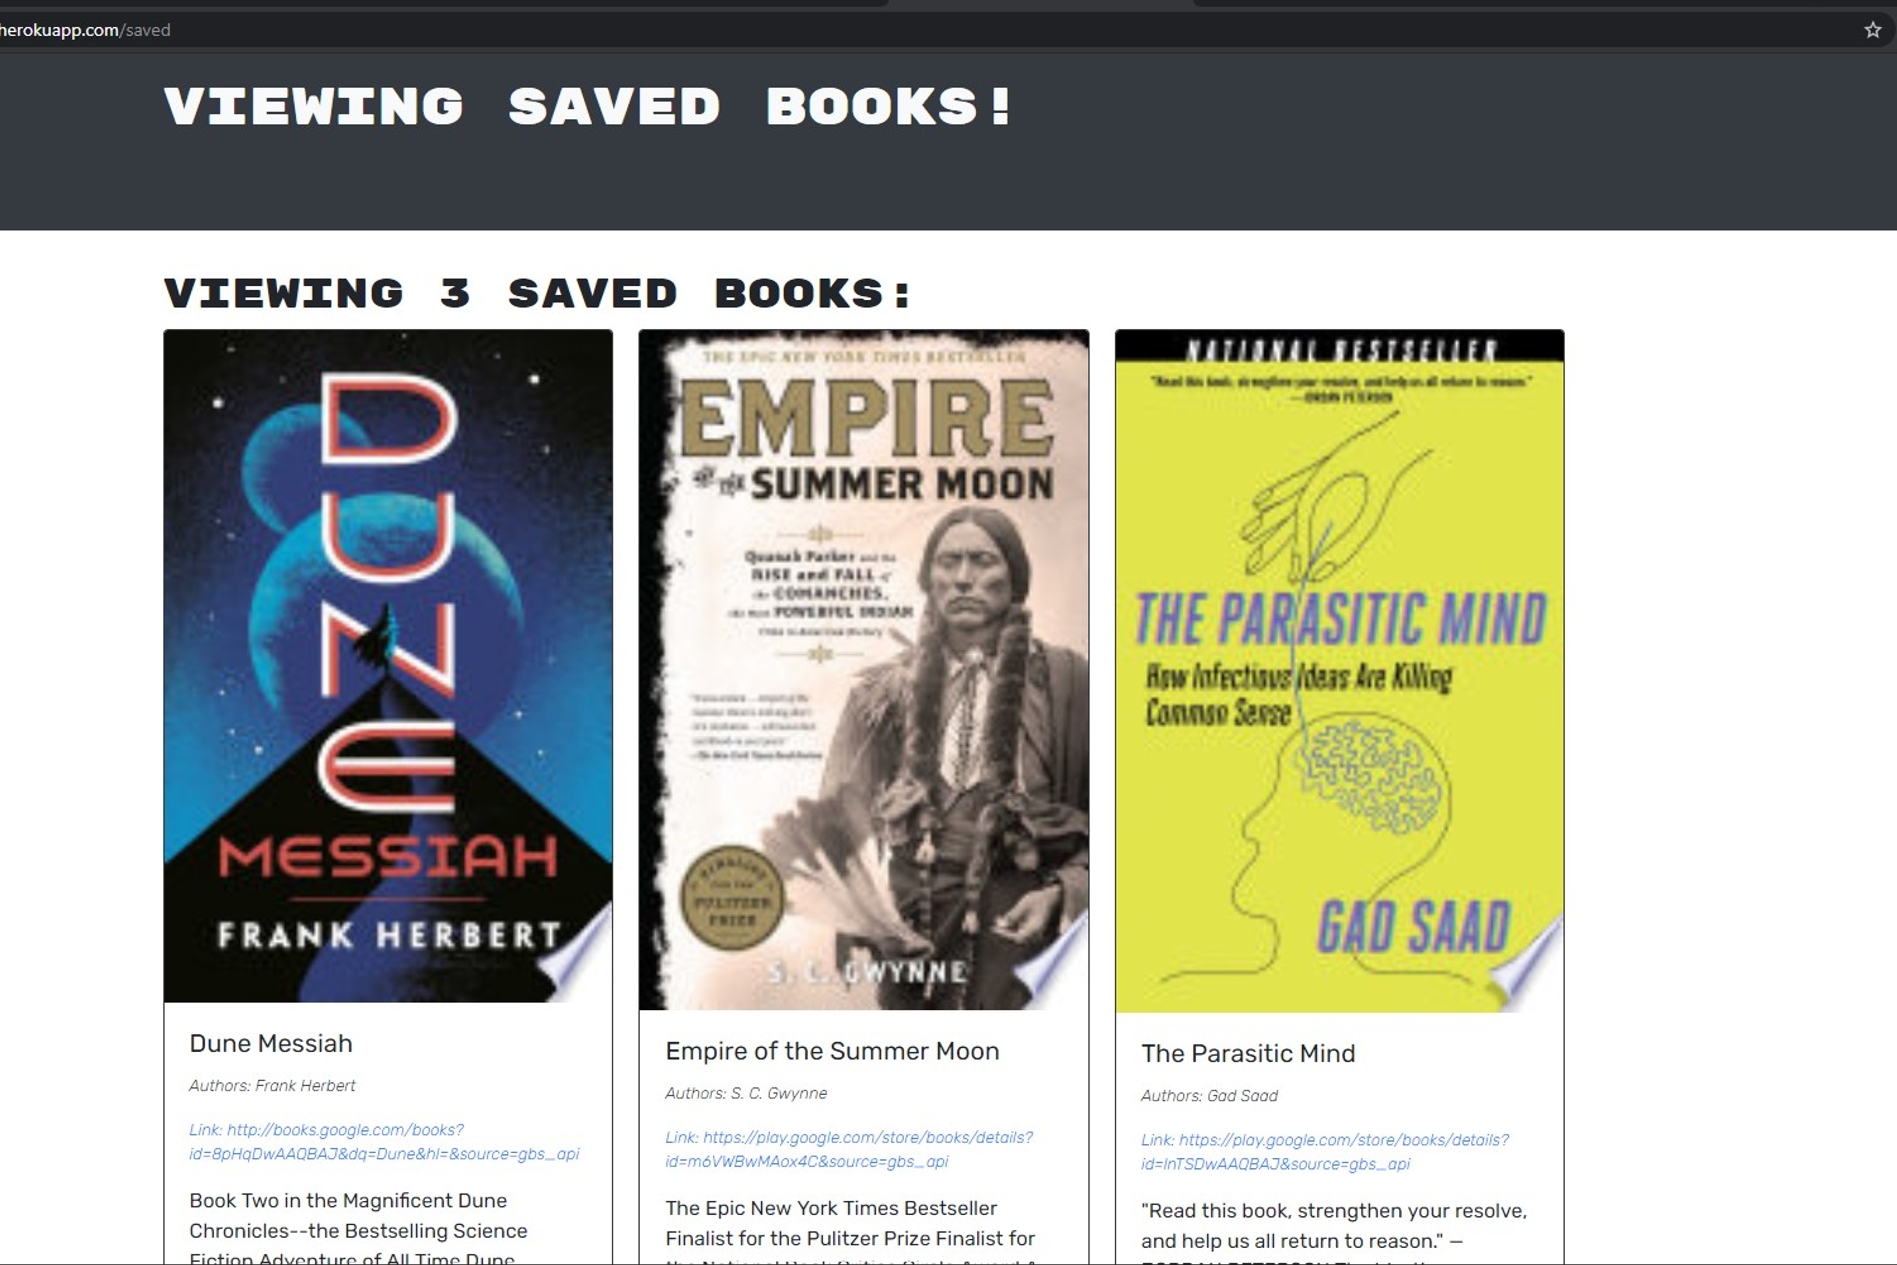 herokuapp.com/saved
VIEWING SAVED BOOKS!
VIEWING 3 SAVED BOOKS:
DUNE
MESSIAH
FRANK HERBERT
Dune Messiah
Authors: Frank Herbert
Link: http://books.google.com/books?
id=8pHqDwAAQBAJ&dq=Dune&hl=&source=gbs_api
Book Two in the Magnificent Dune
Chronicles--the Bestselling Science
Fiction Adventure of All Time Dune
THE EPIC NEW YORK TIMES BESTSELLER
EMPIRE
of the SUMMER MOON
Quanah Parker and the
RISE and FALL of
the COMANCHES,
the Most POWERFUL INDIAN
Tribe in American History
FINALIST
FOR THE
PULITZER
PRIZE
S. C. GWYNNE
Empire of the Summer Moon
Authors: S. C. Gwynne
Link: https://play.google.com/store/books/details?
id=m6VWBwMAox4C&source=gbs_api
The Epic New York Times Bestseller
Finalist for the Pulitzer Prize Finalist for
the National Book Critics Circle Award A
NATIONAL BESTSELLER
"Read this book, strengthen your resolve, and help us all return to reason."
—JORDAN PETERSON
THE PARASITIC MIND
How Infectious Ideas Are Killing
Common Sense
GAD SAAD
The Parasitic Mind
Authors: Gad Saad
Link: https://play.google.com/store/books/details?
id=lnTSDwAAQBAJ&source=gbs_api
"Read this book, strengthen your resolve,
and help us all return to reason." —
JORDAN PETERSON